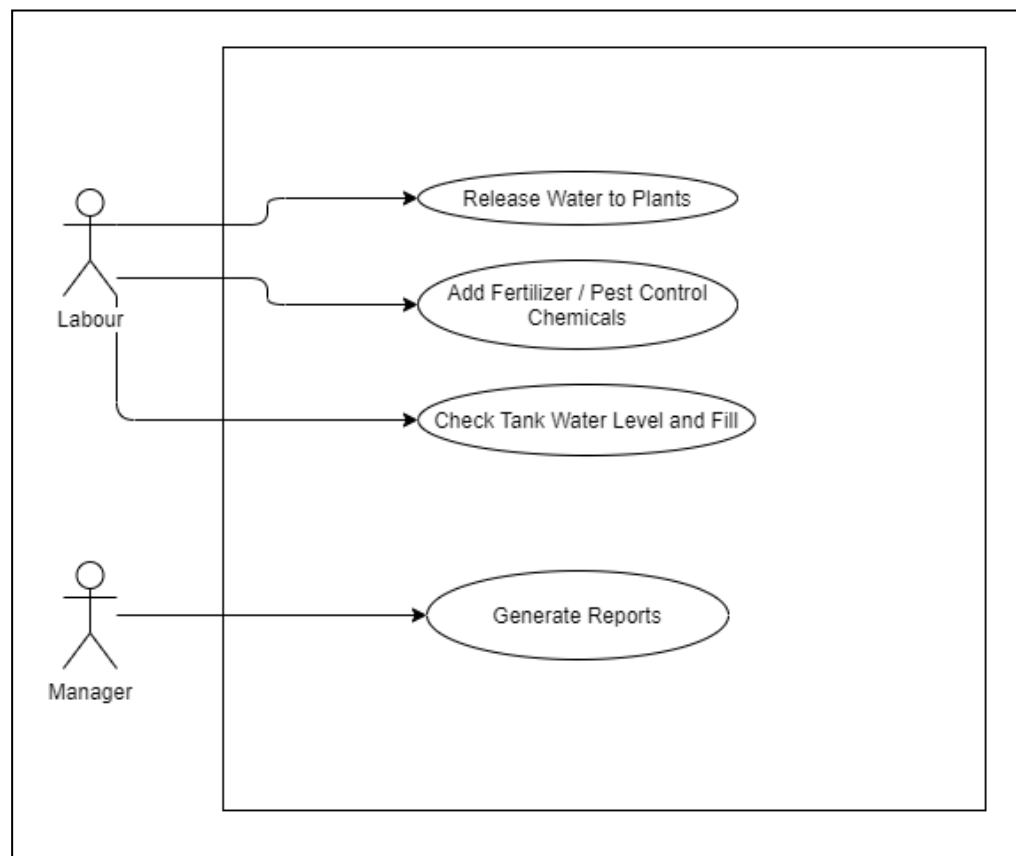 Release Water to Plants
Add Fertilizer / Pest Control
Chemicals
Labour
Check Tank Water Level and Fill
Generate Reports
Manager